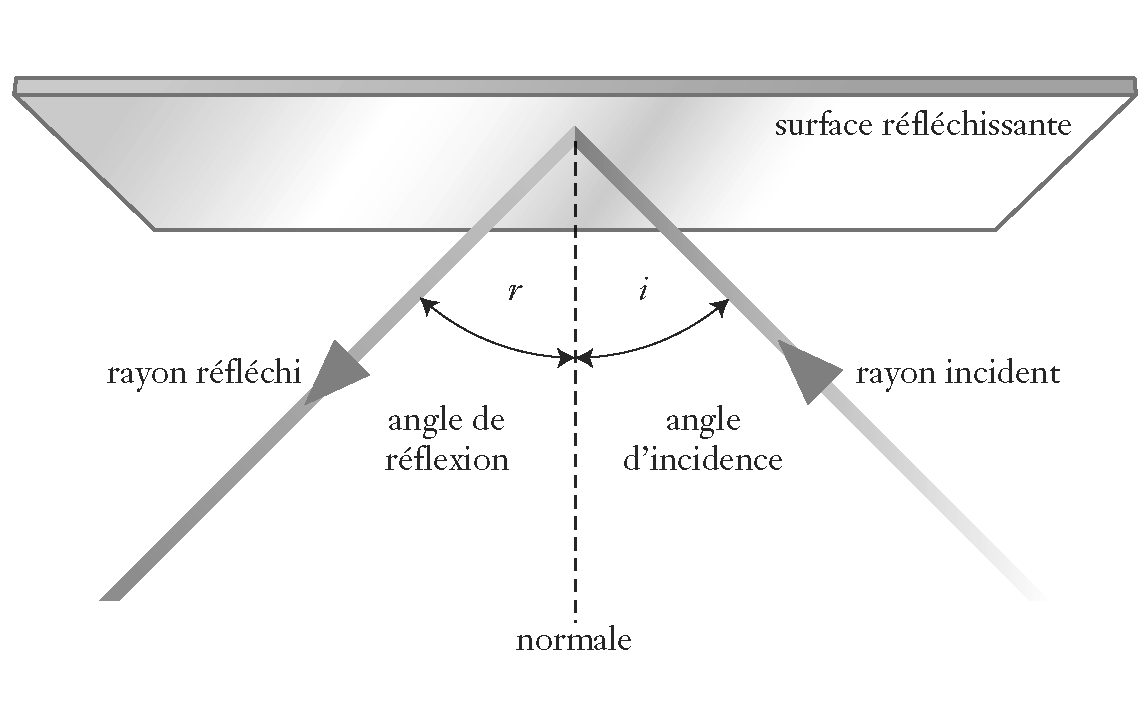 surface réfléchissante
r
i
rayon réfléchi
rayon incident
angle de
réflexion
angle
d’incidence
normale